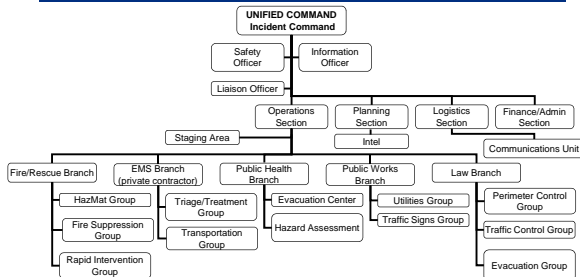 UNIFIED COMMAND
Incident Command
Safety
Officer
Information
Officer
Liaison Officer
Operations
Section
Planning
Section
Logistics
Section
Finance/Admin
Section
Staging Area
Intel
Communications Unit
Fire/Rescue Branch
EMS Branch
(private contractor)
Public Health
Branch
Public Works
Branch
Law Branch
HazMat Group
Fire Suppression
Group
Rapid Intervention
Group
Triage/Treatment
Group
Transportation
Group
Evacuation Center
Hazard Assessment
Utilities Group
Traffic Signs Group
Perimeter Control
Group
Traffic Control Group
Evacuation Group